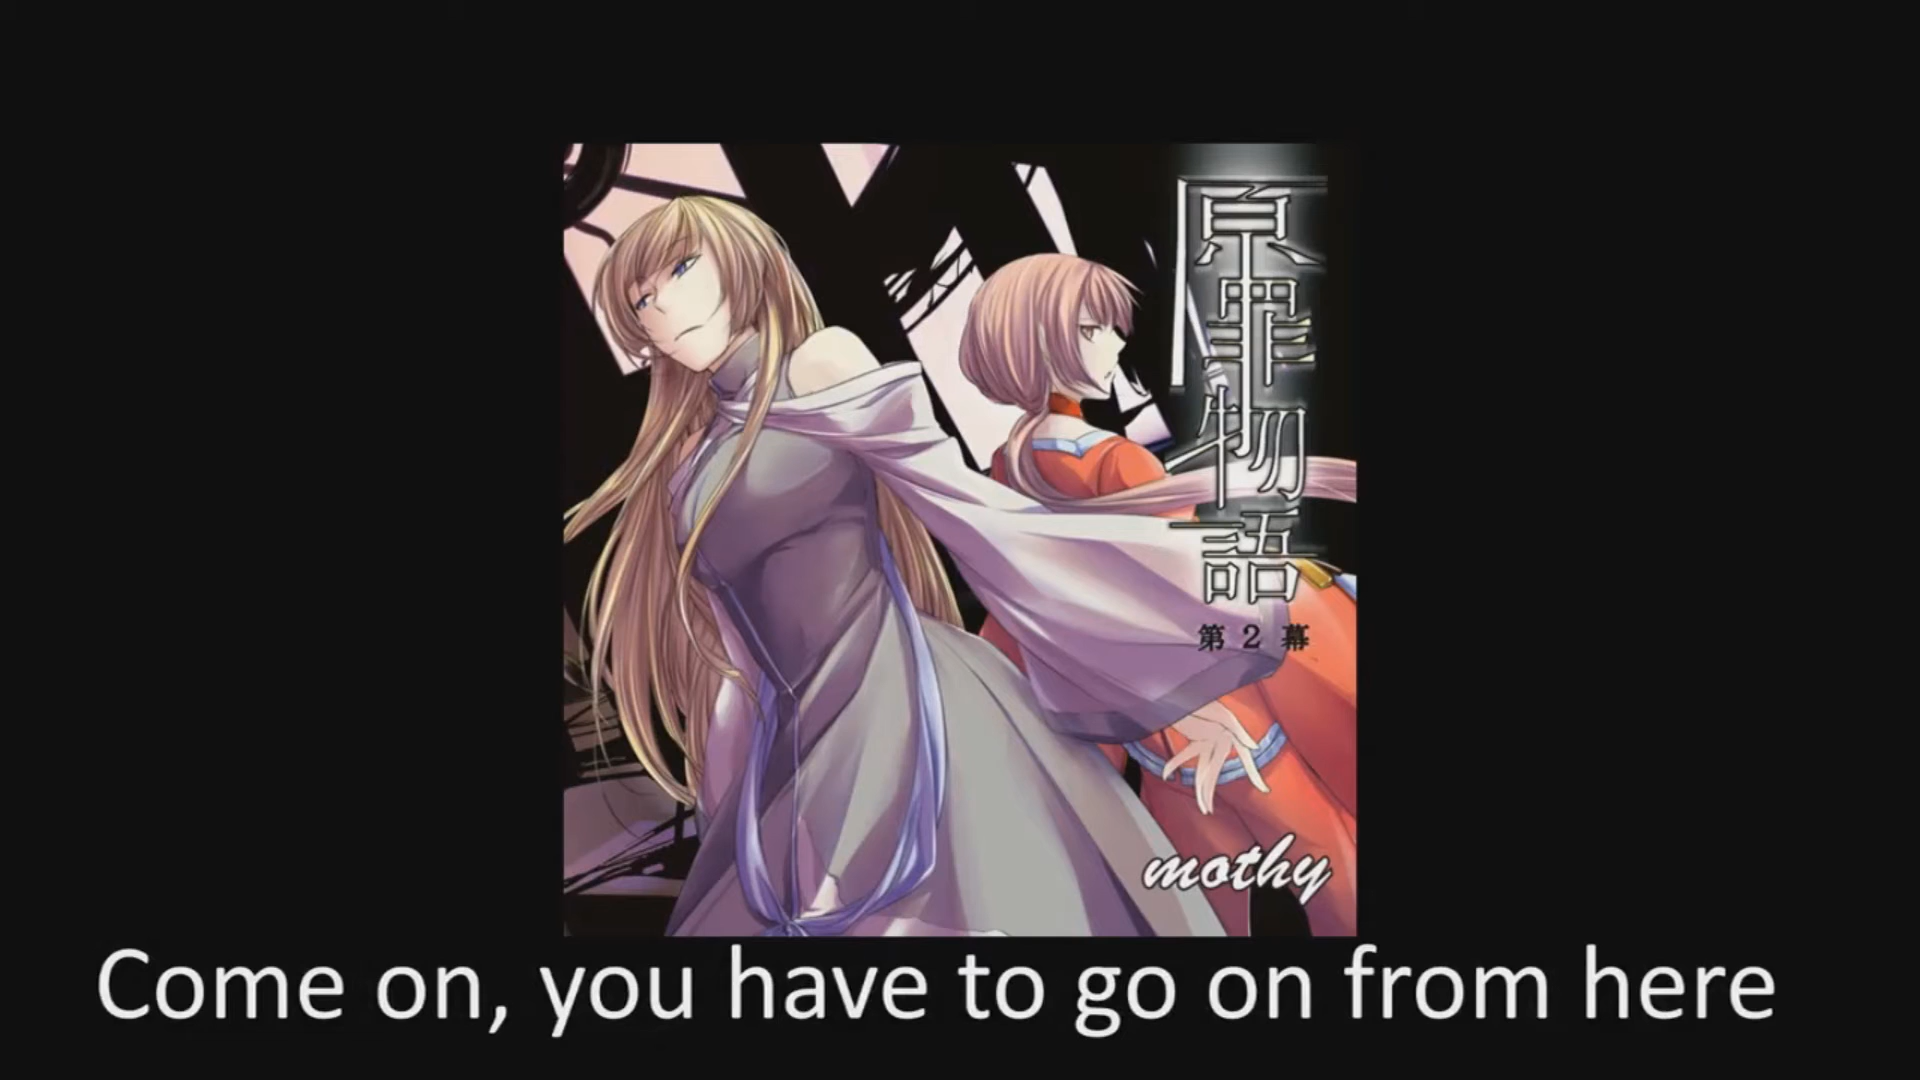 原罪物語
第2幕
mothy
Come on, you have to go on from here